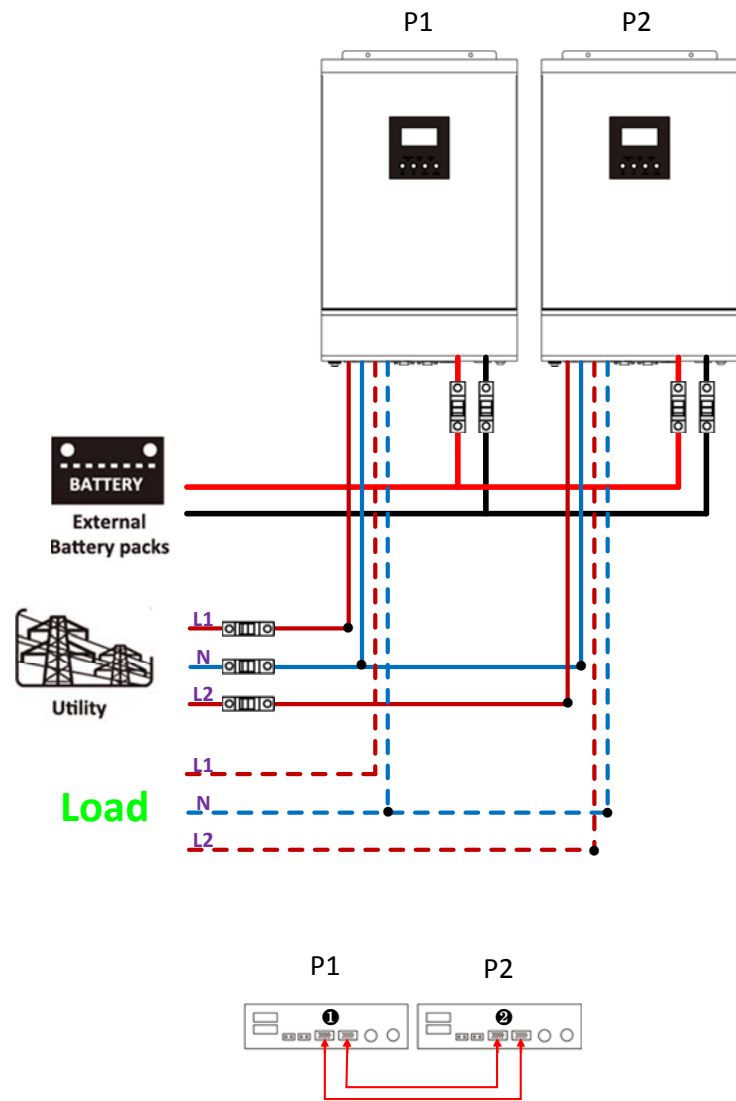 P1 P2
BATTERY
External
Battery packs
L1
N
L2
Utility
L1
Load
N
L2
P1 P2
❶ ❷